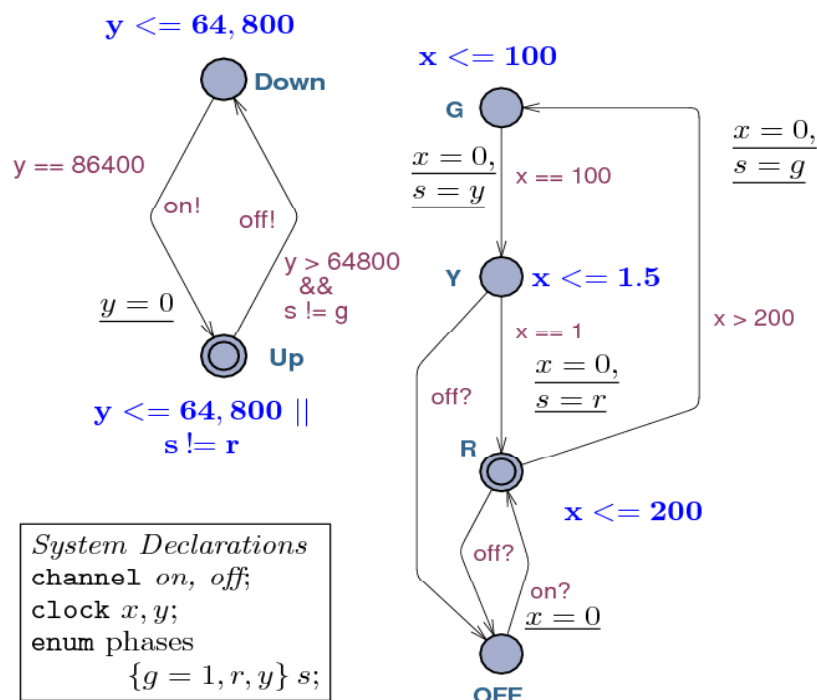 y <= 64, 800
Down
y == 86400
on!
off!
y > 64800
&&
s != g
y = 0
Up
y <= 64, 800 ||
s != r
System Declarations
channel on, off;
clock x, y;
enum phases
{g = 1, r, y} s;
x <= 100
G
x = 0,
s = y
x == 100
x = 0,
s = g
Y
x <= 1.5
x == 1
x > 200
x = 0,
s = r
off?
R
x <= 200
off?
on?
x = 0
OFF